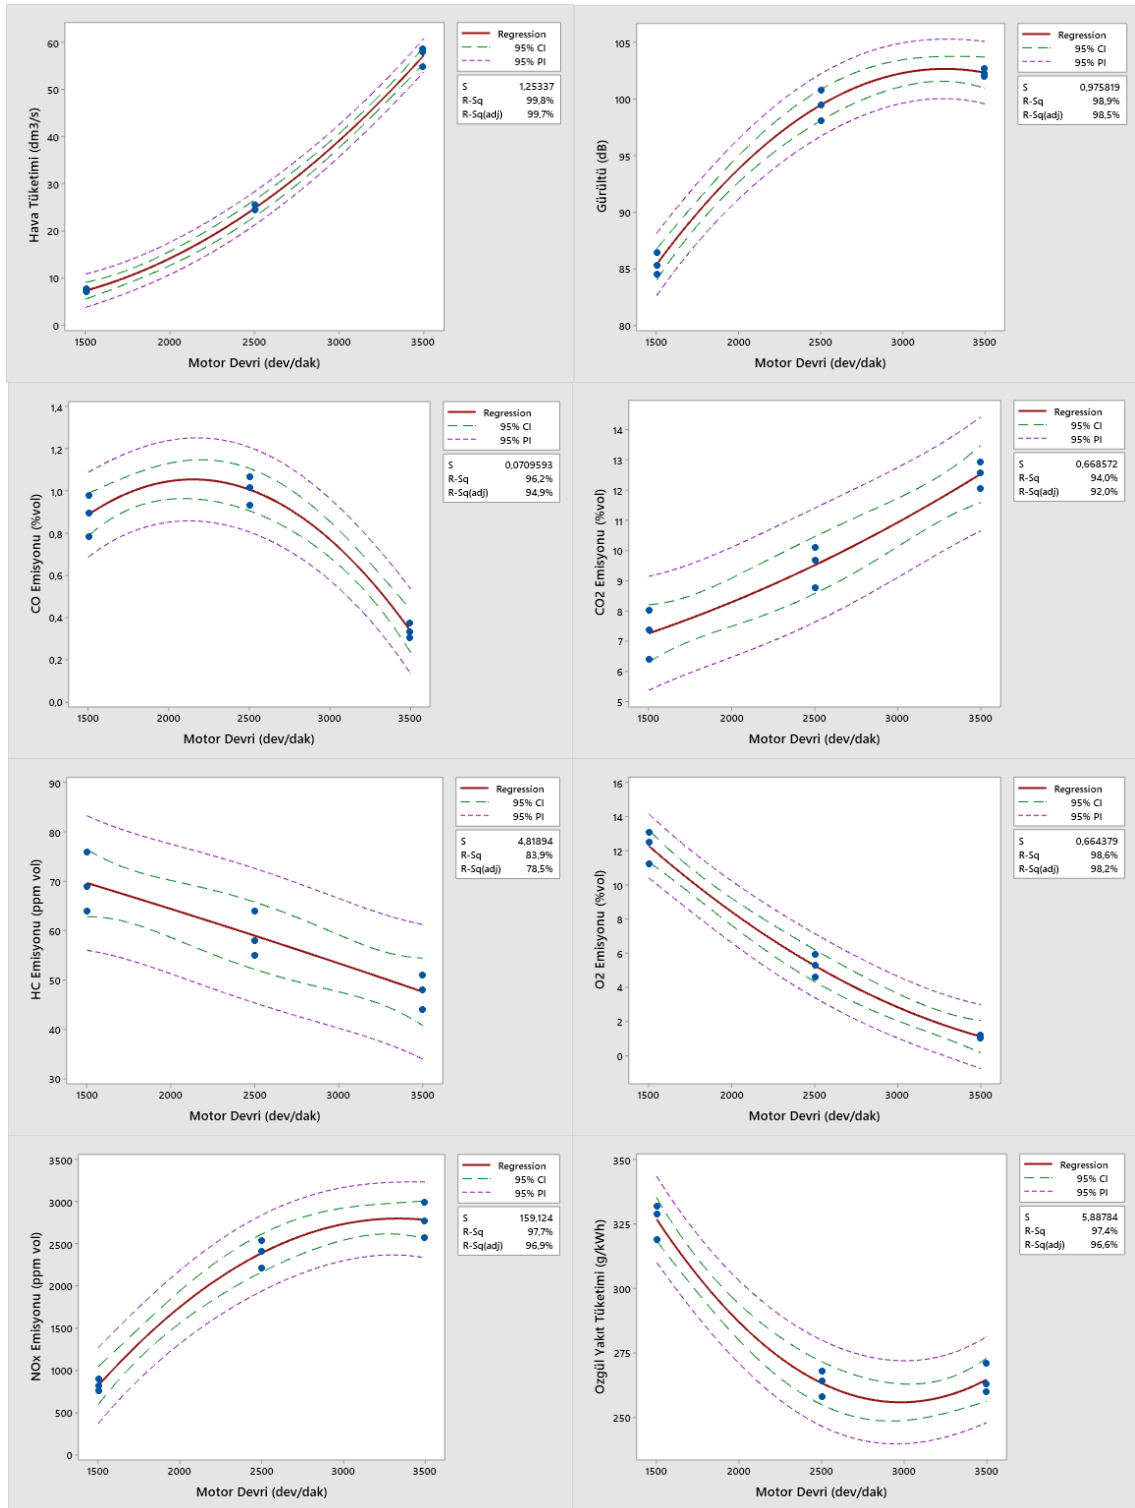 Hava Tüketimi (dm3/s)
60
50
40
30
20
10
0
1500 2000 2500 3000 3500
Motor Devri (dev/dak)
Regression
95% CI
95% PI
S 1,25337
R-Sq 99,8%
R-Sq(adj) 99,7%
Gürültü (dB)
105
100
95
90
85
80
1500 2000 2500 3000 3500
Motor Devri (dev/dak)
Regression
95% CI
95% PI
S 0,975819
R-Sq 98,9%
R-Sq(adj) 98,5%
CO Emisyonu (%vol)
1,4
1,2
1,0
0,8
0,6
0,4
0,2
0,0
1500 2000 2500 3000 3500
Motor Devri (dev/dak)
Regression
95% CI
95% PI
S 0,0709593
R-Sq 96,2%
R-Sq(adj) 94,9%
CO2 Emisyonu (%vol)
14
13
12
11
10
9
8
7
6
5
1500 2000 2500 3000 3500
Motor Devri (dev/dak)
Regression
95% CI
95% PI
S 0,668572
R-Sq 94,0%
R-Sq(adj) 92,0%
HC Emisyonu (ppm vol)
90
80
70
60
50
40
30
1500 2000 2500 3000 3500
Motor Devri (dev/dak)
Regression
95% CI
95% PI
S 4,81894
R-Sq 83,9%
R-Sq(adj) 78,5%
O2 Emisyonu (%vol)
16
14
12
10
8
6
4
2
0
1500 2000 2500 3000 3500
Motor Devri (dev/dak)
Regression
95% CI
95% PI
S 0,664379
R-Sq 98,6%
R-Sq(adj) 98,2%
NOx Emisyonu (ppm vol)
3500
3000
2500
2000
1500
1000
500
0
1500 2000 2500 3000 3500
Motor Devri (dev/dak)
Regression
95% CI
95% PI
S 159,124
R-Sq 97,7%
R-Sq(adj) 96,9%
Ozgül Yakıt Tüketimi (g/kWh)
350
325
300
275
250
1500 2000 2500 3000 3500
Motor Devri (dev/dak)
Regression
95% CI
95% PI
S 5,88784
R-Sq 97,4%
R-Sq(adj) 96,6%